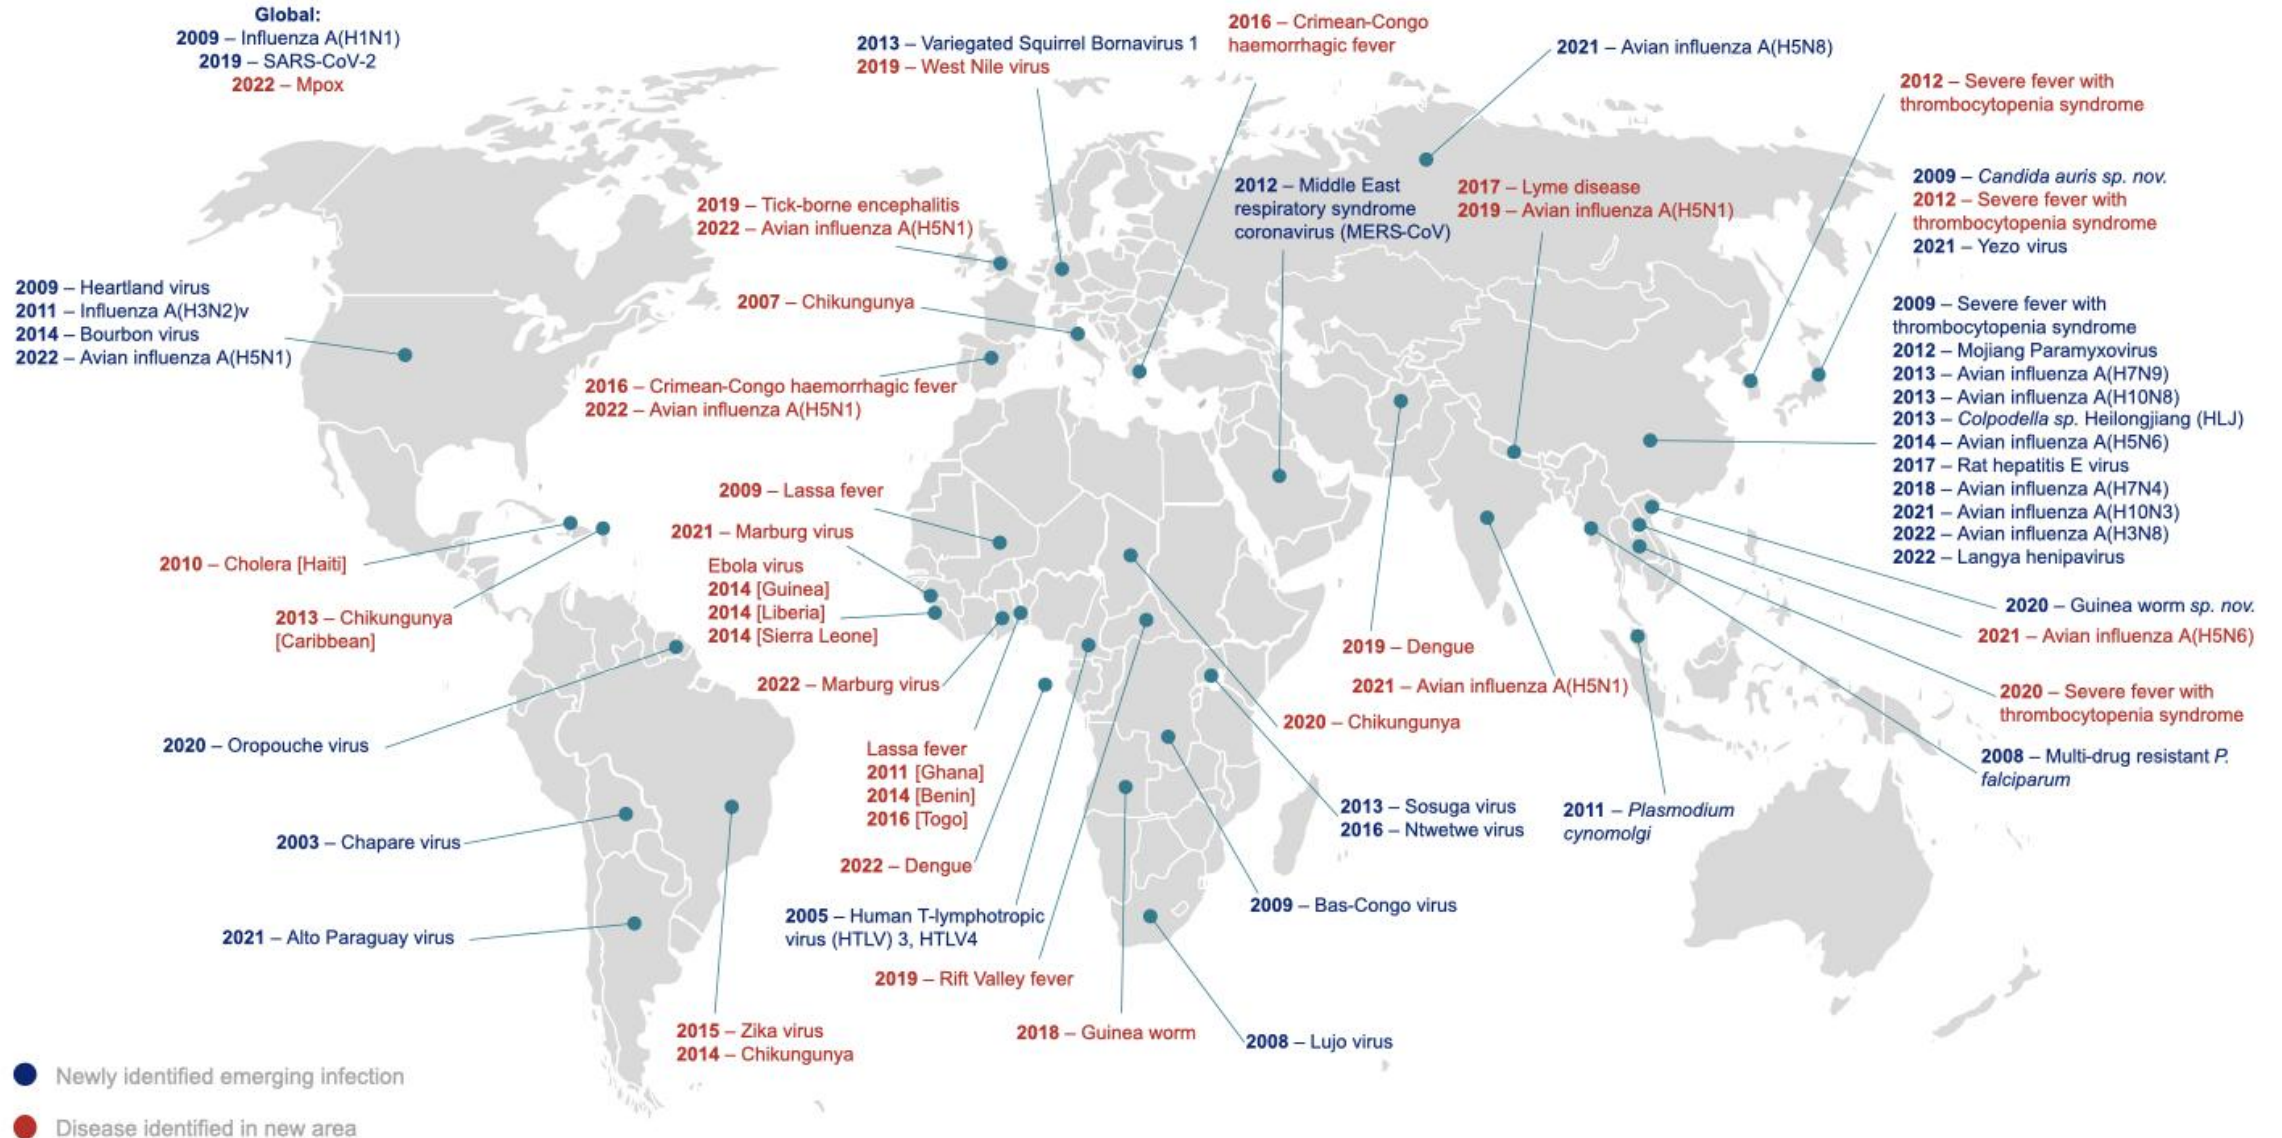 Global:
2009 – Influenza A(H1N1)
2019 – SARS-CoV-2
2022 – Mpox
2013 – Variegated Squirrel Bornavirus 1
2019 – West Nile virus
2016 – Crimean-Congo
haemorrhagic fever
2021 – Avian influenza A(H5N8)
2012 – Severe fever with
thrombocytopenia syndrome
2009 – Candida auris sp. nov.
2012 – Severe fever with
thrombocytopenia syndrome
2021 – Yezo virus
2019 – Tick-borne encephalitis
2022 – Avian influenza A(H5N1)
2012 – Middle East
respiratory syndrome
coronavirus (MERS-CoV)
2017 – Lyme disease
2019 – Avian influenza A(H5N1)
2009 – Heartland virus
2011 – Influenza A(H3N2)v
2014 – Bourbon virus
2022 – Avian influenza A(H5N1)
2007 – Chikungunya
2016 – Crimean-Congo haemorrhagic fever
2022 – Avian influenza A(H5N1)
2009 – Severe fever with
thrombocytopenia syndrome
2012 – Mojiang Paramyxovirus
2013 – Avian influenza A(H7N9)
2013 – Avian influenza A(H10N8)
2013 – Colpodella sp. Heilongjiang (HLJ)
2014 – Avian influenza A(H5N6)
2017 – Rat hepatitis E virus
2018 – Avian influenza A(H7N4)
2021 – Avian influenza A(H10N3)
2022 – Avian influenza A(H3N8)
2022 – Langya henipavirus
2009 – Lassa fever
2021 – Marburg virus
Ebola virus
2014 [Guinea]
2014 [Liberia]
2014 [Sierra Leone]
2010 – Cholera [Haiti]
2013 – Chikungunya
[Caribbean]
2022 – Marburg virus
2020 – Guinea worm sp. nov.
2021 – Avian influenza A(H5N6)
2019 – Dengue
2021 – Avian influenza A(H5N1)
2020 – Severe fever with
thrombocytopenia syndrome
2020 – Chikungunya
2020 – Oropouche virus
Lassa fever
2011 [Ghana]
2014 [Benin]
2016 [Togo]
2008 – Multi-drug resistant P.
falciparum
2013 – Sosuga virus
2016 – Ntwetwe virus
2011 – Plasmodium
cynomolgi
2003 – Chapare virus
2022 – Dengue
2005 – Human T-lymphotropic
virus (HTLV) 3, HTLV4
2009 – Bas-Congo virus
2021 – Alto Paraguay virus
2019 – Rift Valley fever
2015 – Zika virus
2014 – Chikungunya
2018 – Guinea worm
2008 – Lujo virus
Newly identified emerging infection
Disease identified in new area